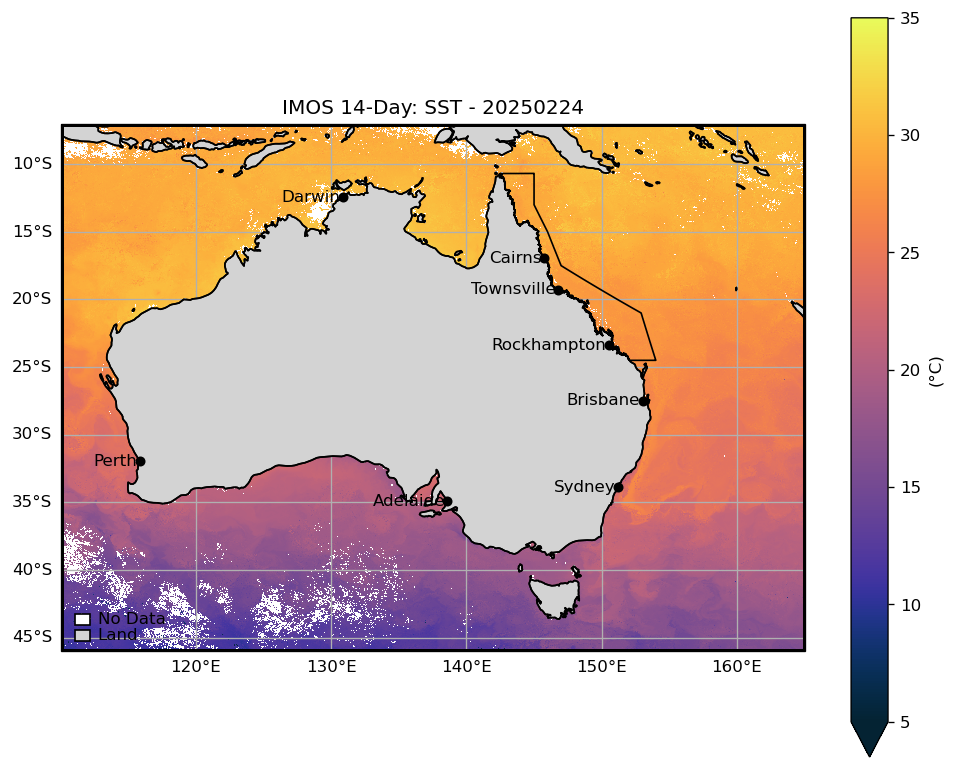 IMOS 14-Day: SST - 20250224
35
30
25
20
15
10
5
(°C)
10°S
15°S
20°S
25°S
30°S
35°S
40°S
45°S
Darwin
Cairns
Townsville
Rockhampton
Brisbane
Perth
Sydney
Adelaide
No Data
Land
120°E 130°E 140°E 150°E 160°E